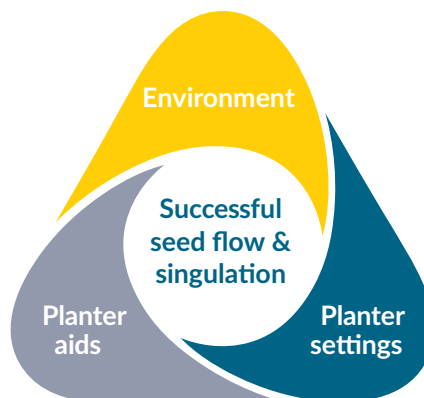 Environment
Successful
seed flow &
singulation
Planter
aids
Planter
settings